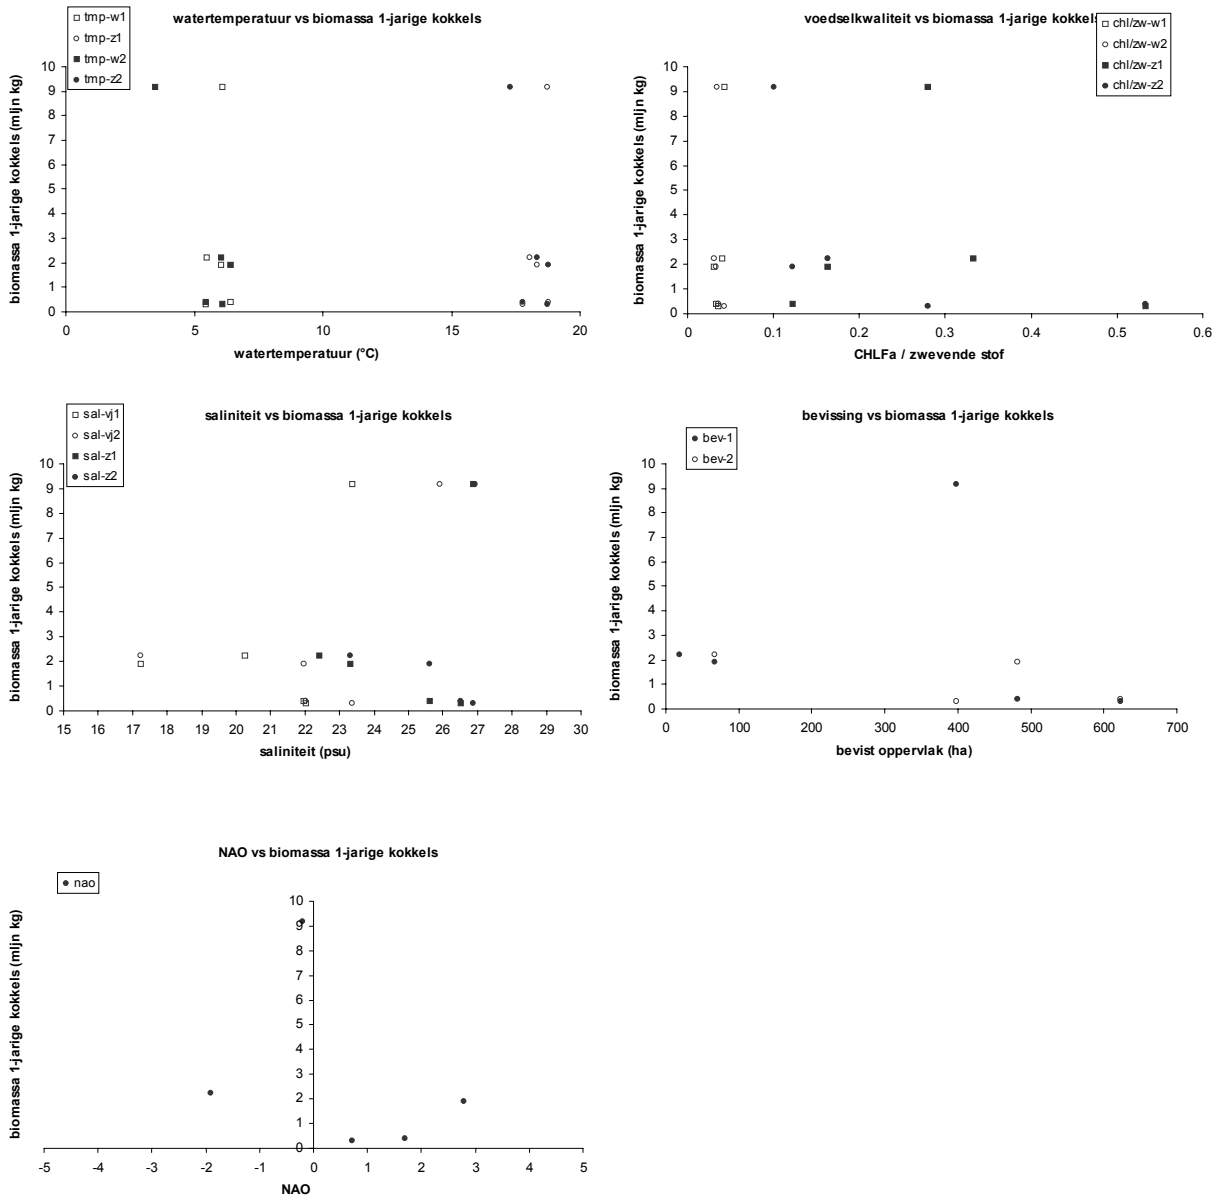 watertemperatuur vs biomassa 1-jarige kokkels
tmp-w1
tmp-z1
tmp-w2
tmp-z2
biomassa 1-jarige kokkels (mljn kg)
10
9
8
7
6
5
4
3
2
1
0
0 5 10 15 20
watertemperatuur (°C)
voedselkwaliteit vs biomassa 1-jarige kokkels
chl/zw-w1
chl/zw-w2
chl/zw-z1
chl/zw-z2
biomassa 1-jarige kokkels (mljn kg)
10
9
8
7
6
5
4
3
2
1
0
0 0.1 0.2 0.3 0.4 0.5 0.6
CHLFa / zwevende stof
saliniteit vs biomassa 1-jarige kokkels
sal-vj1
sal-vj2
sal-z1
sal-z2
biomassa 1-jarige kokkels (mljn kg)
10
9
8
7
6
5
4
3
2
1
0
15 16 17 18 19 20 21 22 23 24 25 26 27 28 29 30
saliniteit (psu)
bevissing vs biomassa 1-jarige kokkels
bev-1
bev-2
biomassa 1-jarige kokkels (mljn kg)
10
9
8
7
6
5
4
3
2
1
0
0 100 200 300 400 500 600 700
bevist oppervlak (ha)
NAO vs biomassa 1-jarige kokkels
nao
biomassa 1-jarige kokkels (mljn kg)
10
9
8
7
6
5
4
3
2
1
0
-5 -4 -3 -2 -1 0 1 2 3 4 5
NAO